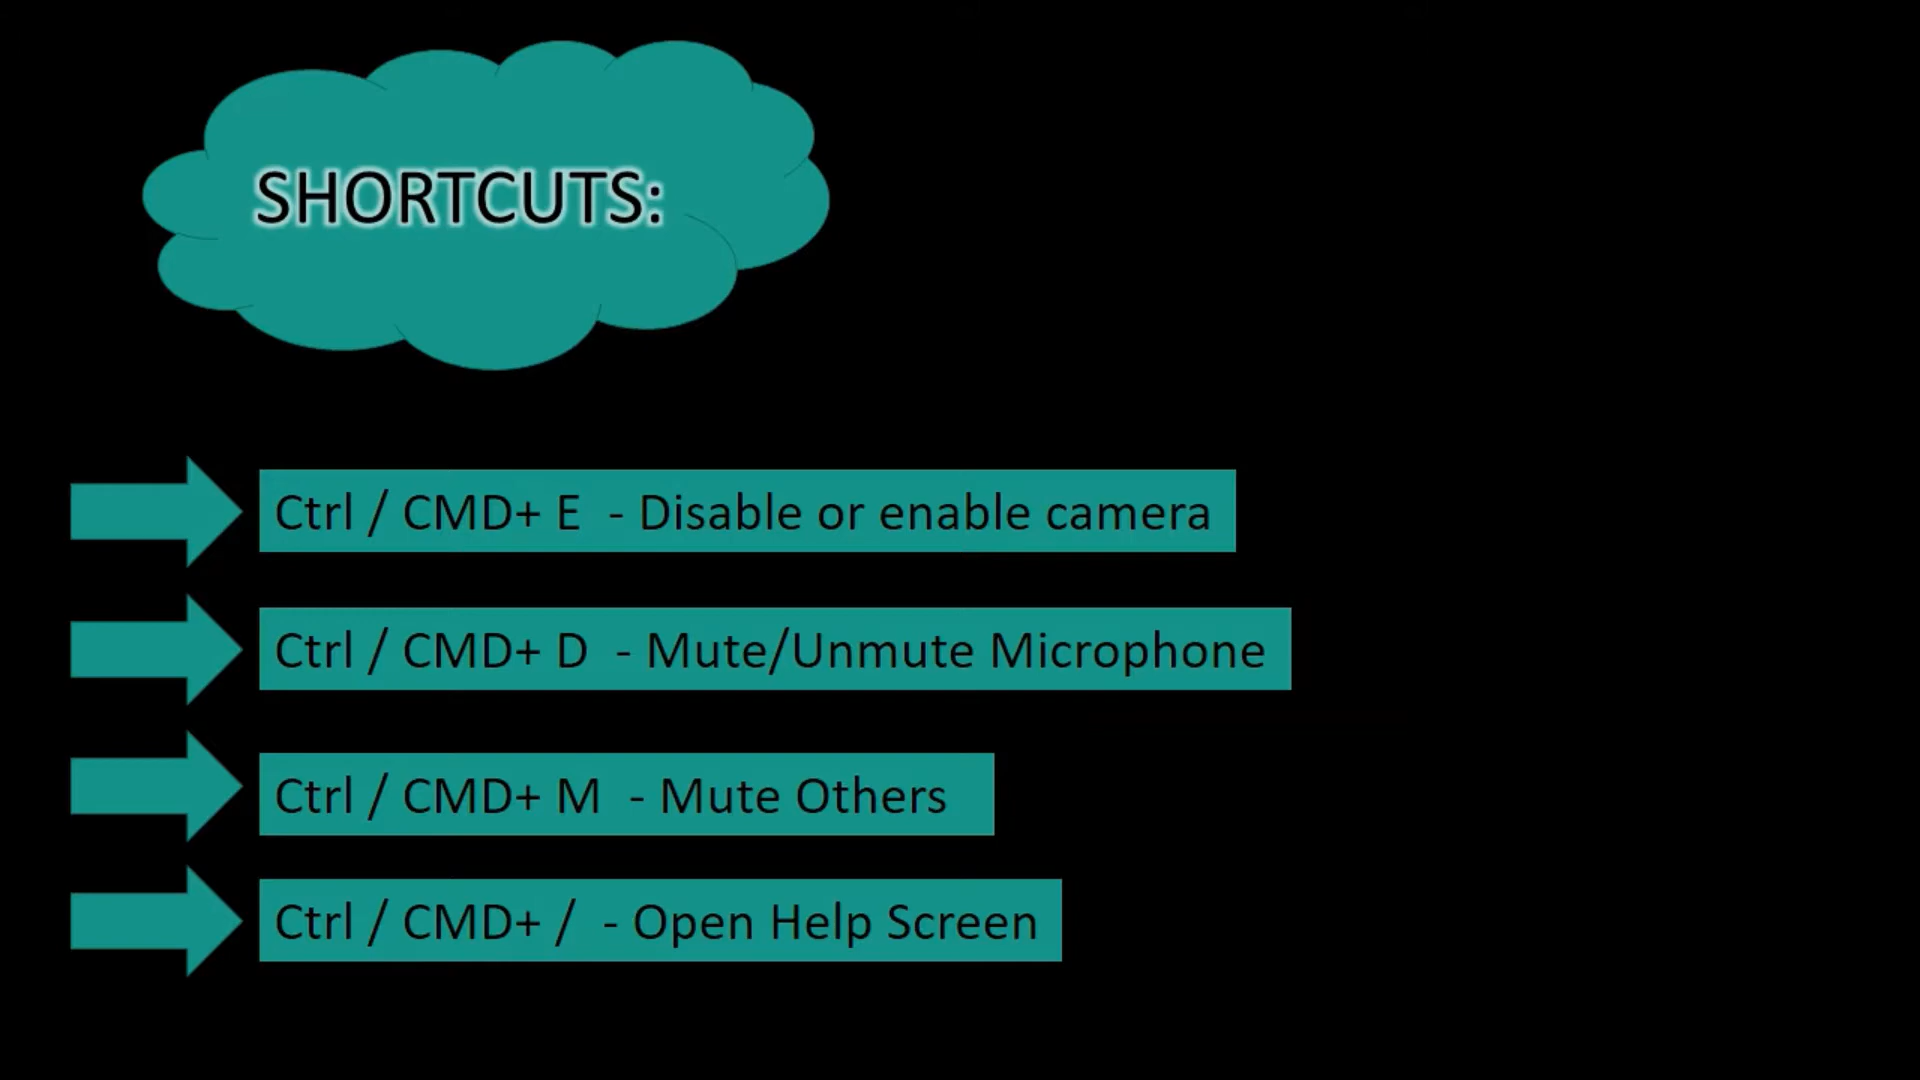 SHORTCUTS:
Ctrl / CMD+ E - Disable or enable camera
Ctrl / CMD+ D - Mute/Unmute Microphone
Ctrl / CMD+ M - Mute Others
Ctrl / CMD+ / - Open Help Screen